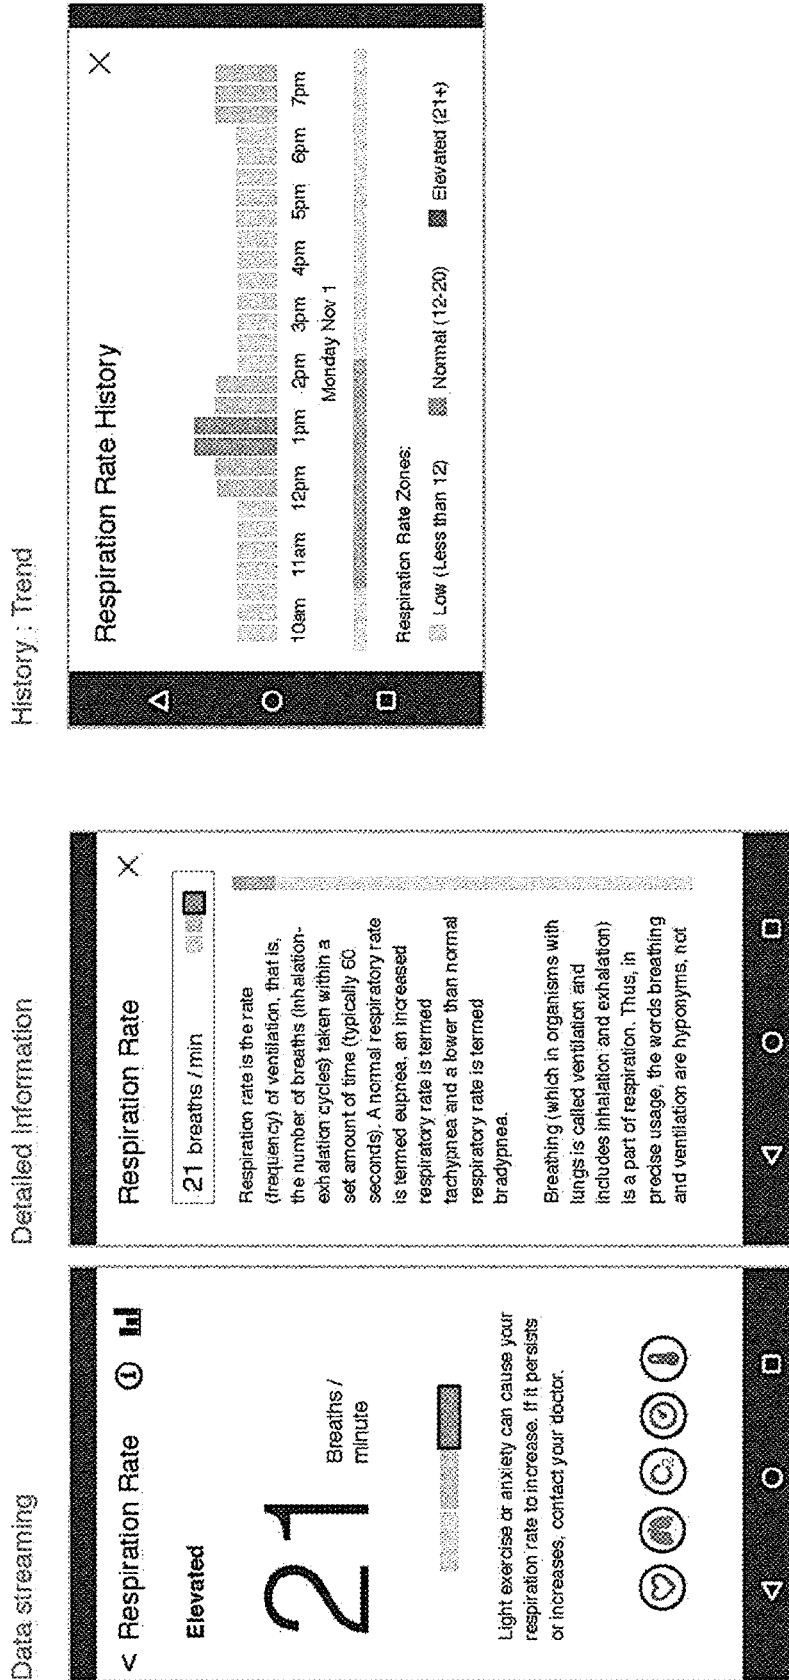 Data streaming
< Respiration Rate
Elevated
21
Breaths /
minute
Light exercise or anxiety can cause your
respiration rate to increase. If it persists
or increases, contact your doctor.
Detailed Information
Respiration Rate
21 breaths / min
Respiration rate is the rate
(frequency) of ventilation, that is,
the number of breaths (inhalation-
exhalation cycles) taken within a
set amount of time (typically 60
seconds). A normal respiratory rate
is termed eupnea, an increased
respiratory rate is termed
tachypnea and a lower than normal
respiratory rate is termed
bradypnea.
Breathing (which in organisms with
lungs is called ventilation and
includes inhalation and exhalation)
is a part of respiration. Thus, in
precise usage, the words breathing
and ventilation are hyponyms, not
History : Trend
Respiration Rate History
10am 11am 12pm 1pm 2pm 3pm 4pm 5pm 6pm 7pm
Monday Nov 1
Respiration Rate Zones:
Low (Less than 12) Normal (12-20) Elevated (21+)